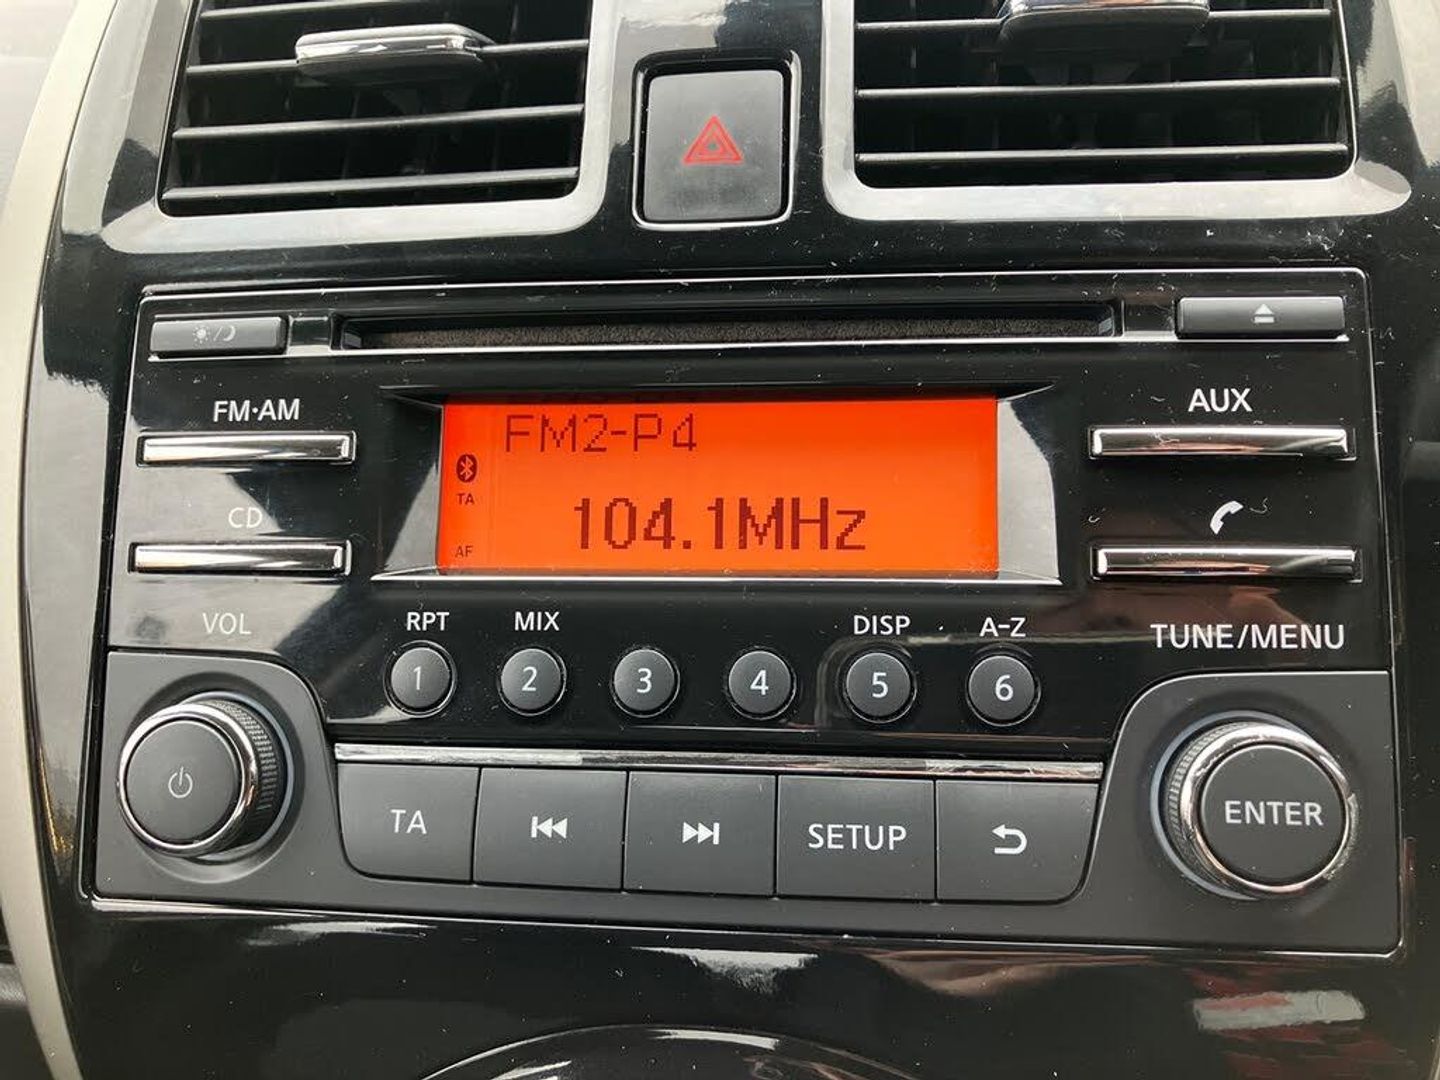 FM·AM
AUX
FM2-P4
TA
104.1MHz
AF
CD
VOL
RPT
MIX
DISP
A-Z
TUNE/MENU
1
2
3
4
5
6
TA
SETUP
ENTER